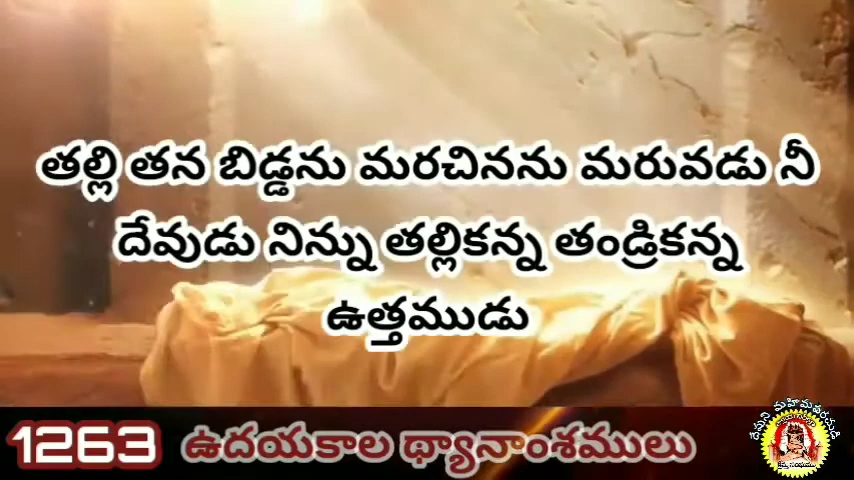 తల్లి తన బిడ్డను మరచినను మరువడు నీ
దేవుడు నిన్ను తల్లికన్న తండ్రికన్న
ఉత్తముడు
1263 ఉదయకాల ధ్యానాంశములు